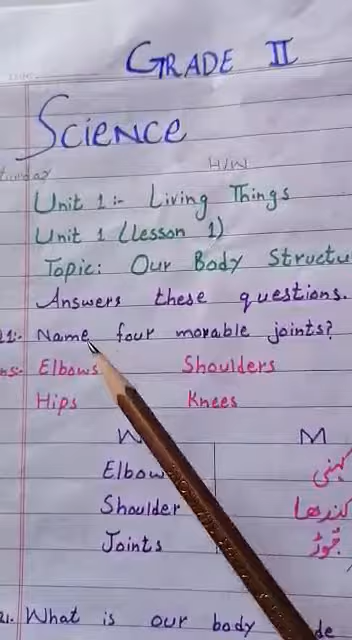 GRADE II
Science
H/W
Unit 1:- Living Things
Unit 1 (lesson 1)
Topic: Our Body Structu
Answers these questions.
Name four movable joints?
Elbows Shoulders
Hips Knees
W M
Elbow کہنی
Shoulder کندھا
Joints جوڑ
What is our body de